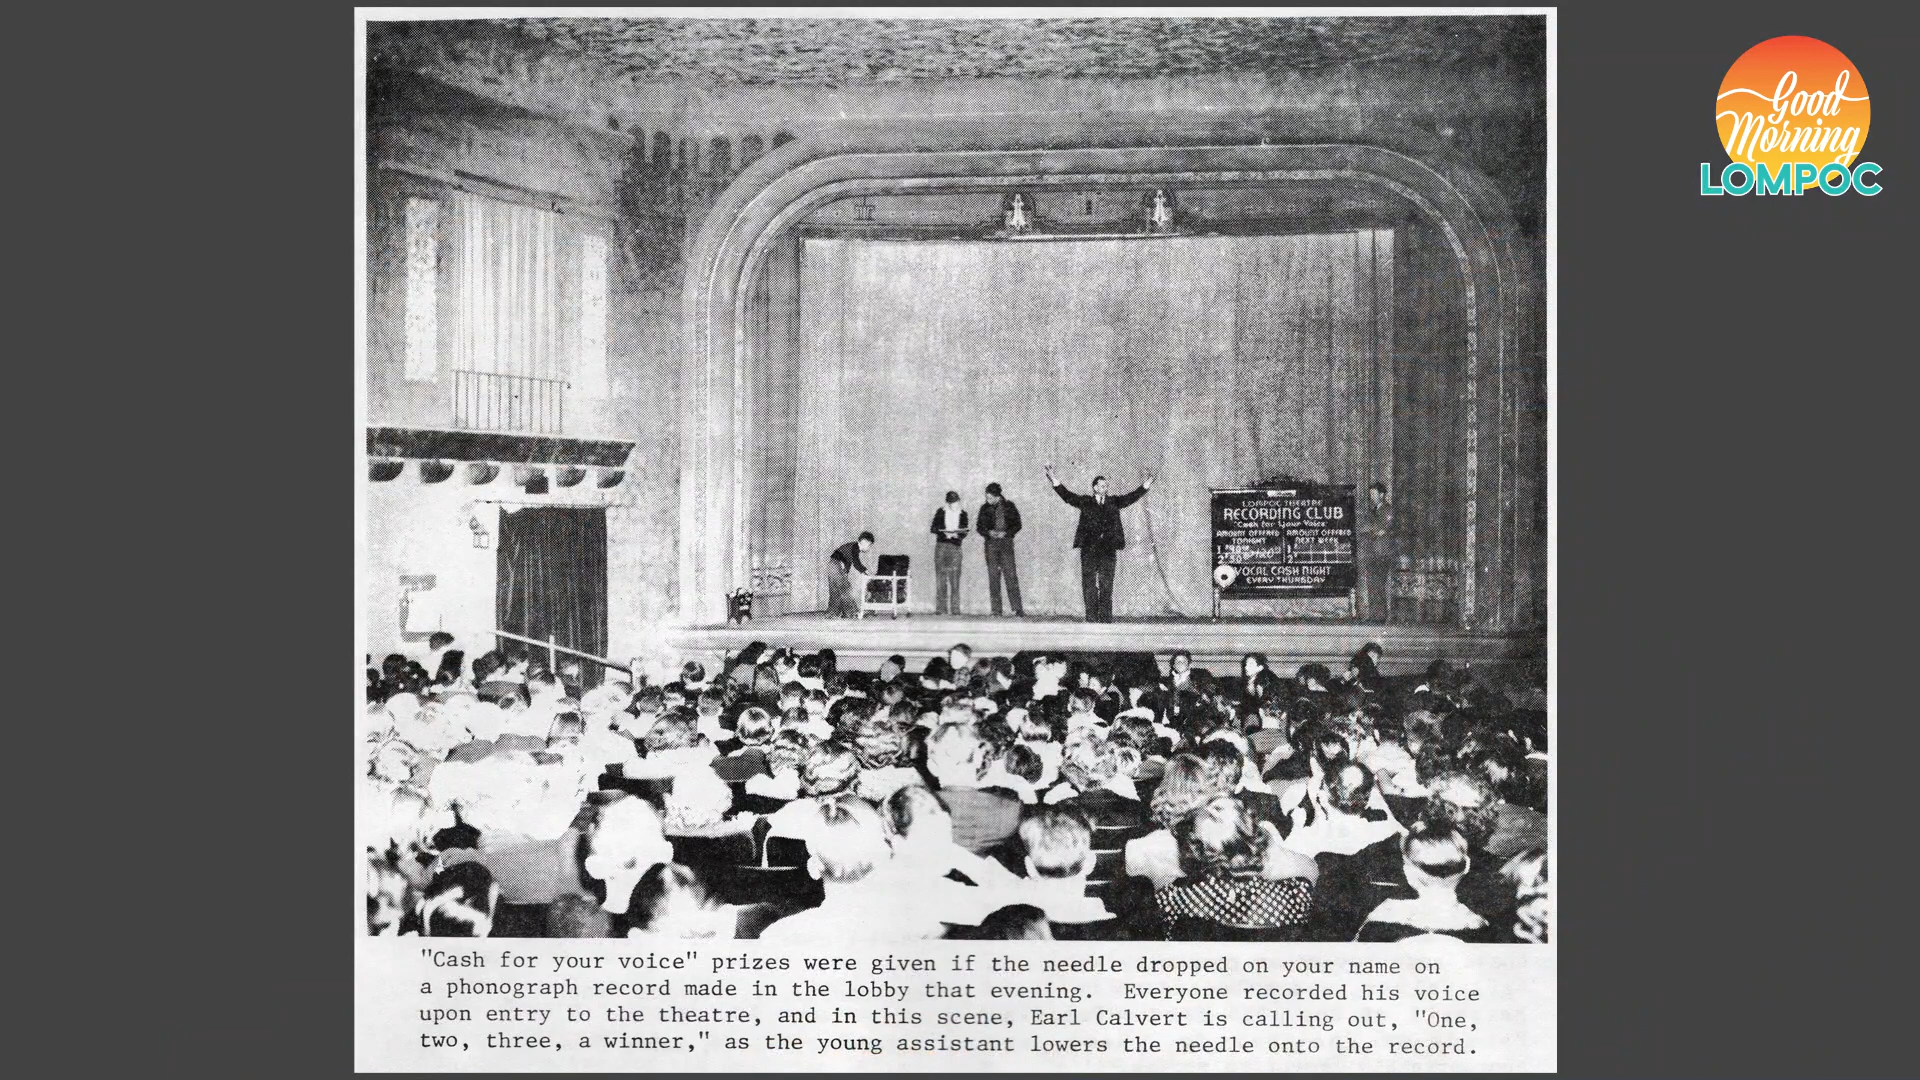 Good
Morning
LOMPOC
LOMPOC THEATRE
RECORDING CLUB
"Cash for Your Voice"
AMOUNT OFFERED AMOUNT OFFERED
TONIGHT NEXT WEEK
VOCAL CASH NIGHT
EVERY THURSDAY
"Cash for your voice" prizes were given if the needle dropped on your name on
a phonograph record made in the lobby that evening. Everyone recorded his voice
upon entry to the theatre, and in this scene, Earl Calvert is calling out, "One,
two, three, a winner," as the young assistant lowers the needle onto the record.